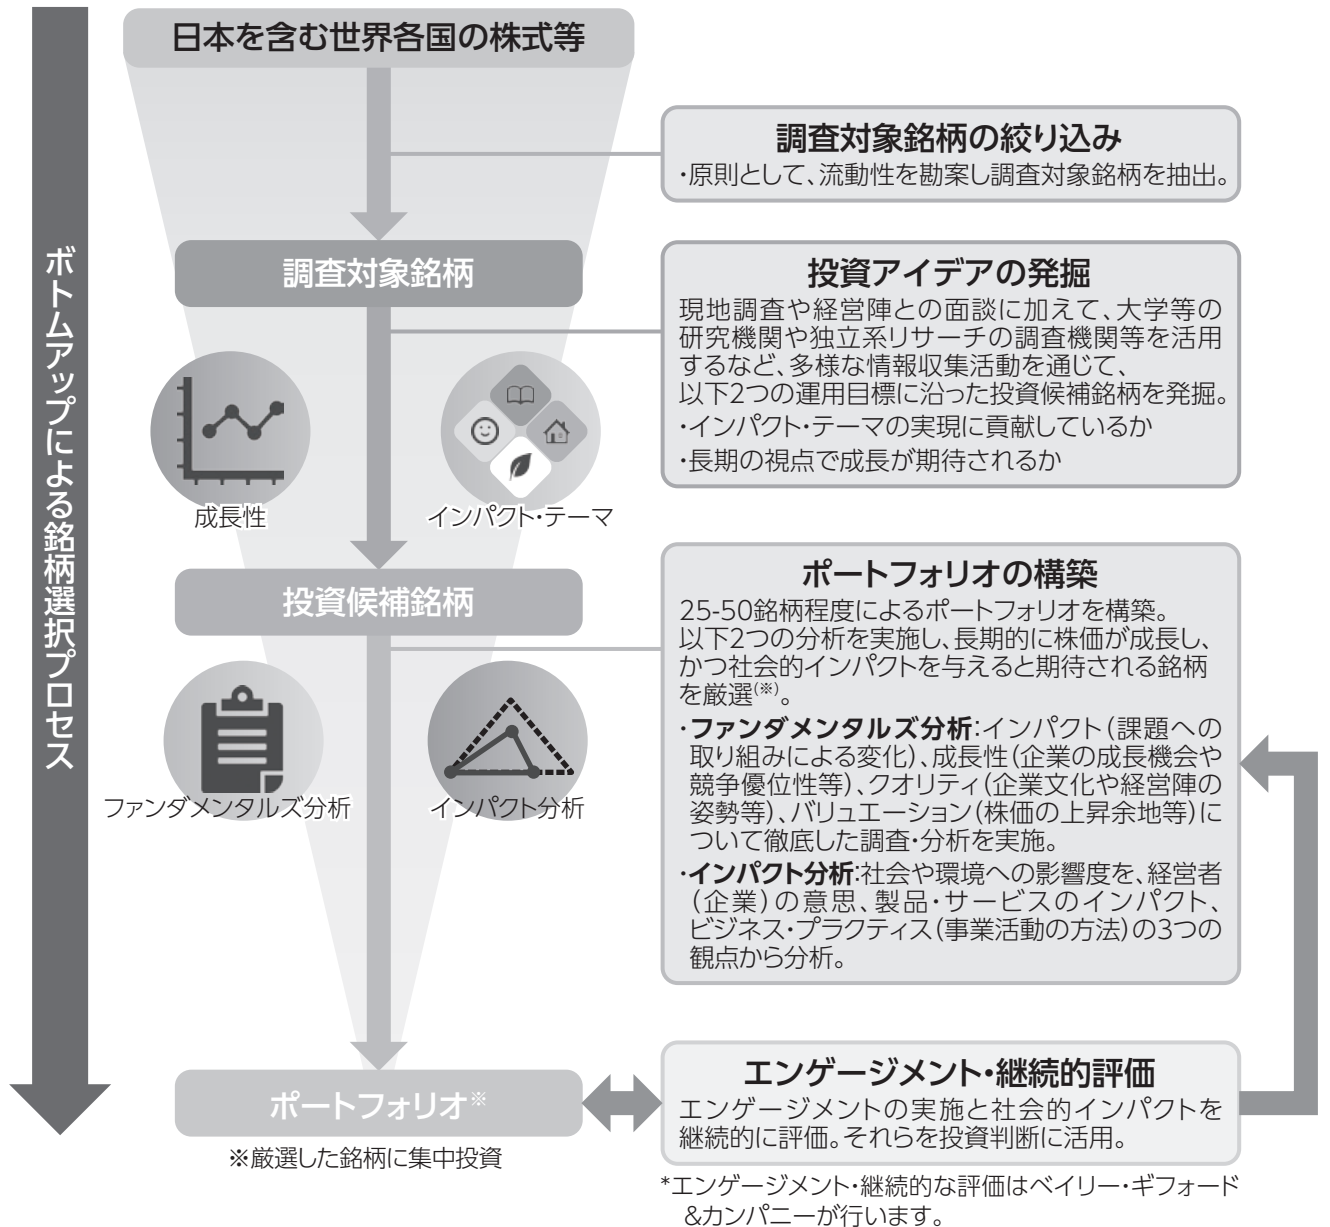 ボトムアップによる銘柄選択プロセス
日本を含む世界各国の株式等
調査対象銘柄の絞り込み
・原則として、流動性を勘案し調査対象銘柄を抽出。
調査対象銘柄
投資アイデアの発掘
現地調査や経営陣との面談に加えて、大学等の
研究機関や独立系リサーチの調査機関等を活用
するなど、多様な情報収集活動を通じて、
以下2つの運用目標に沿った投資候補銘柄を発掘。
・インパクト・テーマの実現に貢献しているか
・長期の視点で成長が期待されるか
成長性
インパクト・テーマ
投資候補銘柄
ポートフォリオの構築
25-50銘柄程度によるポートフォリオを構築。
以下2つの分析を実施し、長期的に株価が成長し、
かつ社会的インパクトを与えると期待される銘柄
を厳選(※)。
・ファンダメンタルズ分析:インパクト(課題への
取り組みによる変化)、成長性(企業の成長機会や
競争優位性等)、クオリティ(企業文化や経営陣の
姿勢等)、バリュエーション(株価の上昇余地等)に
ついて徹底した調査・分析を実施。
・インパクト分析:社会や環境への影響度を、経営者
(企業)の意思、製品・サービスのインパクト、
ビジネス・プラクティス(事業活動の方法)の3つの
観点から分析。
ファンダメンタルズ分析
インパクト分析
ポートフォリオ※
※厳選した銘柄に集中投資
エンゲージメント・継続的評価
エンゲージメントの実施と社会的インパクトを
継続的に評価。それらを投資判断に活用。
*エンゲージメント・継続的な評価はベイリー・ギフォード
&カンパニーが行います。